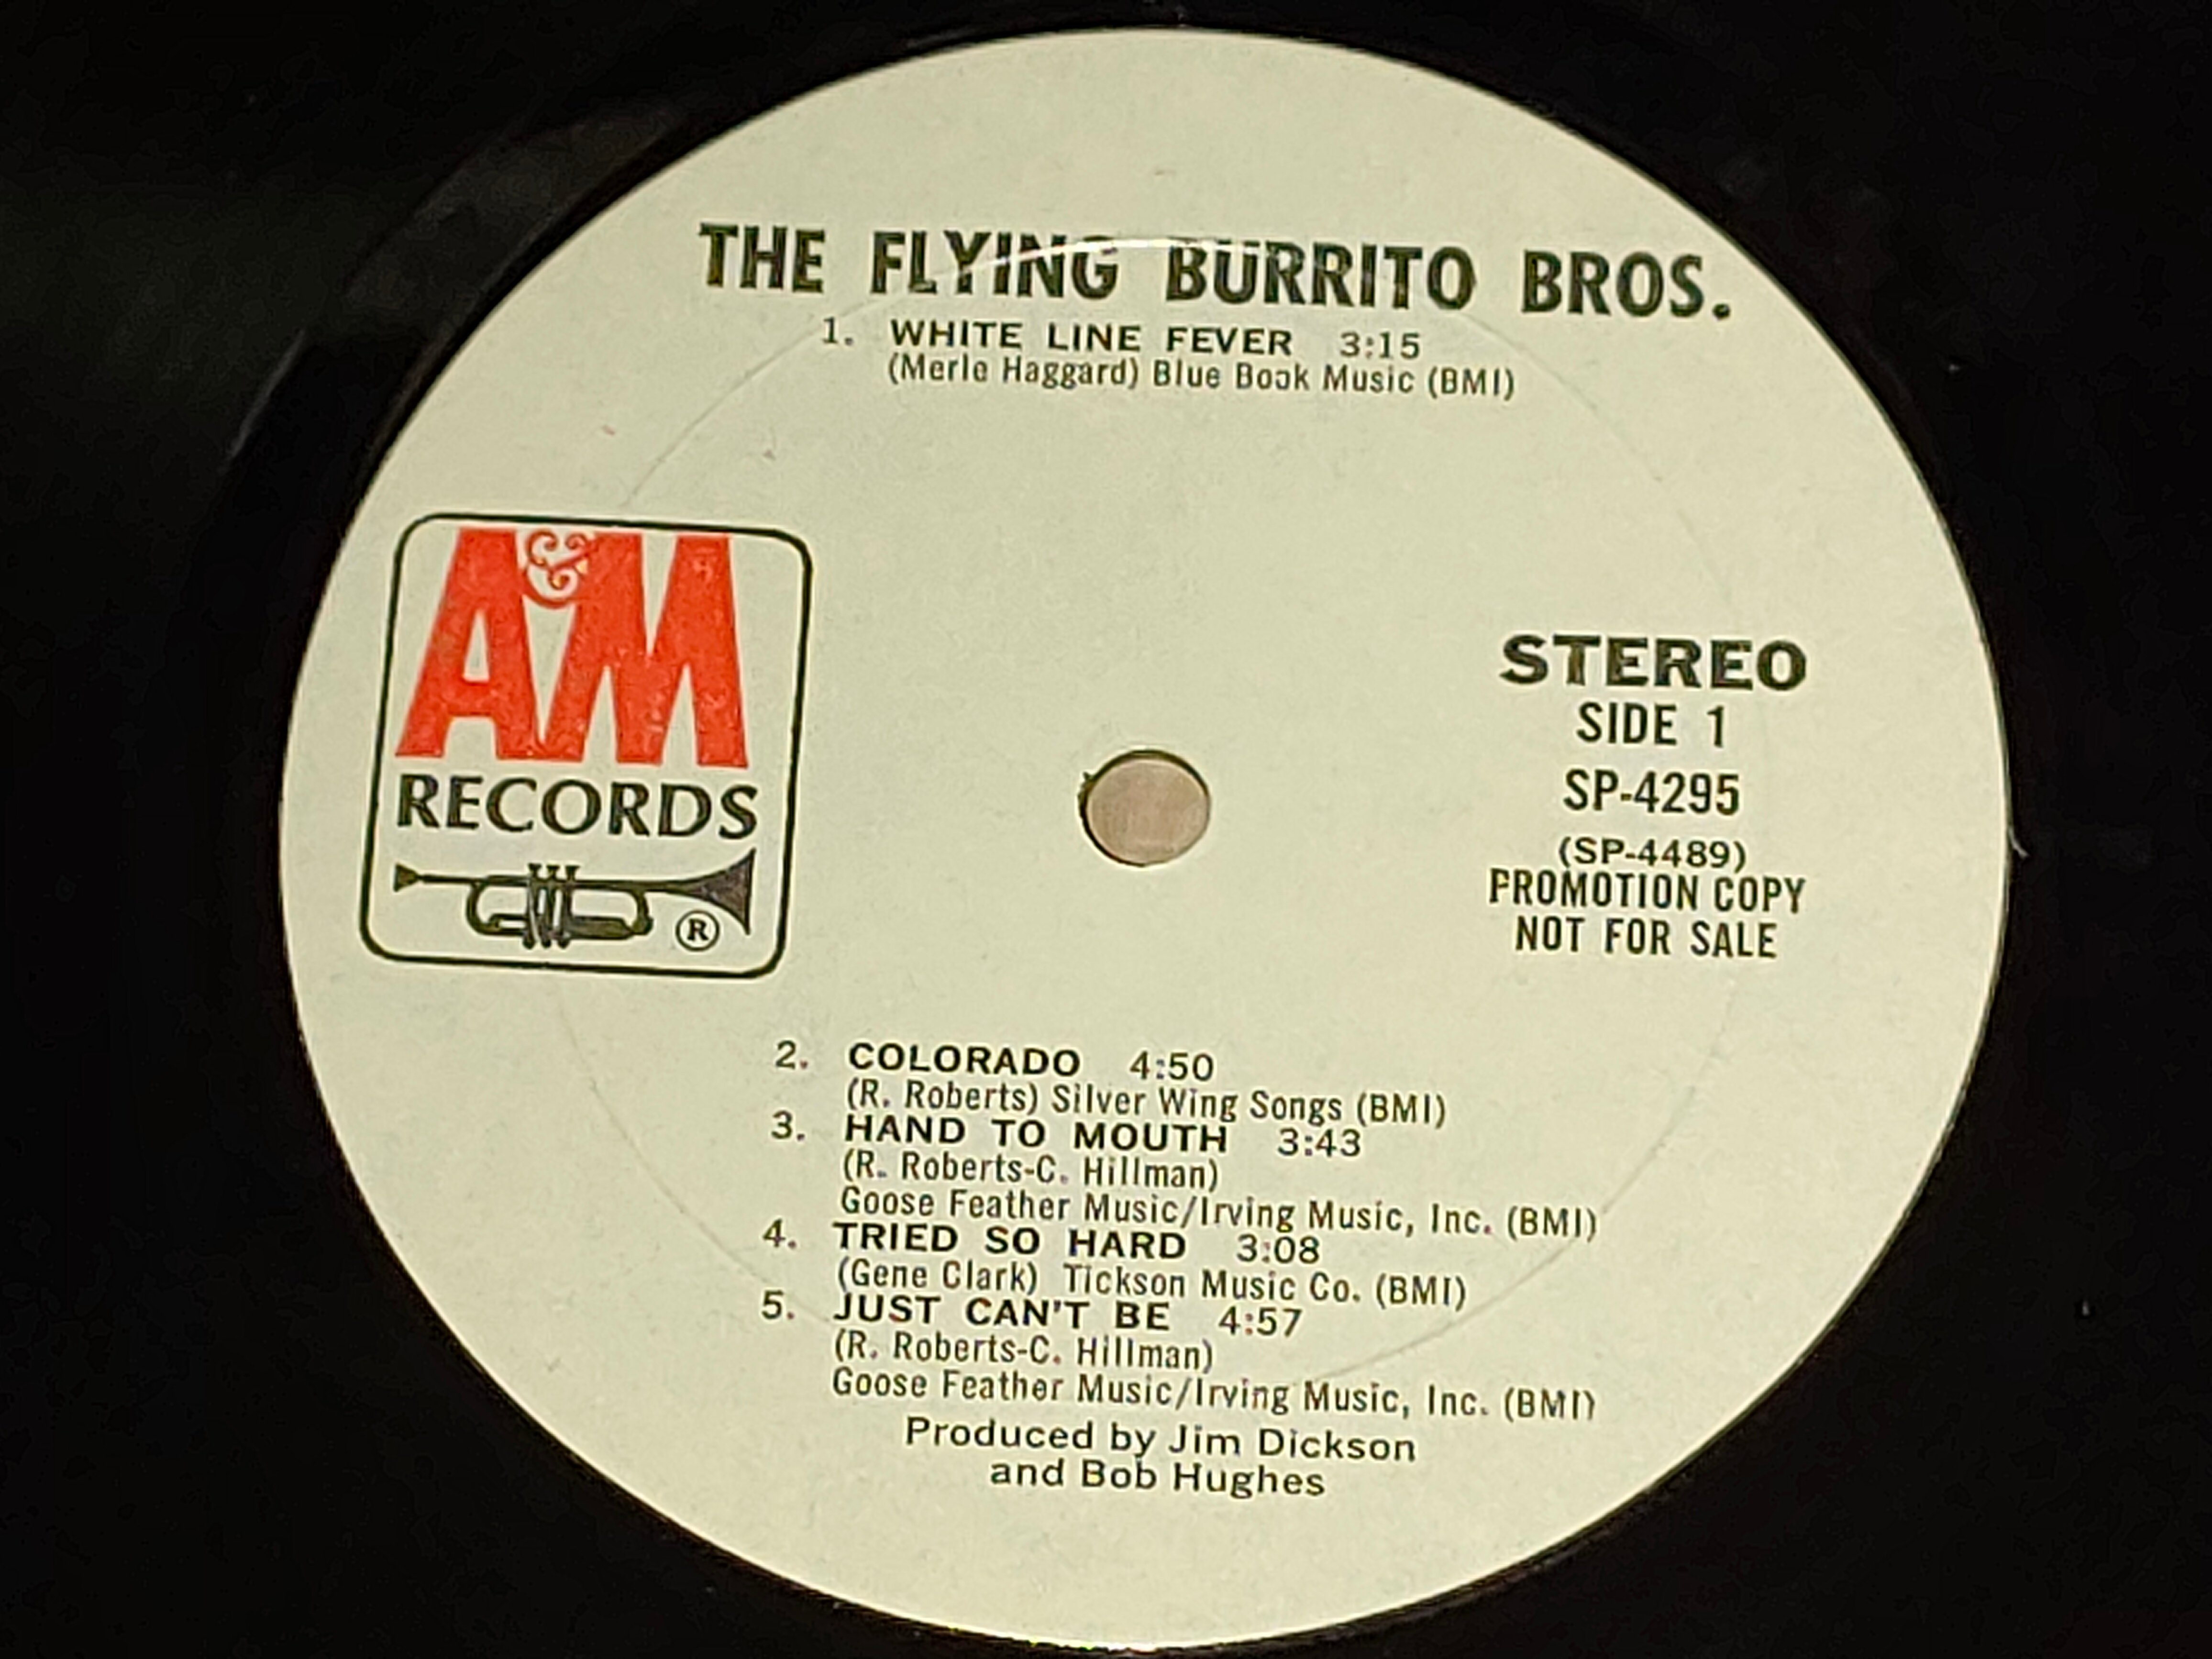 THE FLYING BURRITO BROS.
1. WHITE LINE FEVER 3:15
(Merle Haggard) Blue Book Music (BMI)
A&M
RECORDS
®
STEREO
SIDE 1
SP-4295
(SP-4489)
PROMOTION COPY
NOT FOR SALE
2. COLORADO 4:50
(R. Roberts) Silver Wing Songs (BMI)
3. HAND TO MOUTH 3:43
(R. Roberts-C. Hillman)
Goose Feather Music/Irving Music, Inc. (BMI)
4. TRIED SO HARD 3:08
(Gene Clark) Tickson Music Co. (BMI)
5. JUST CAN'T BE 4:57
(R. Roberts-C. Hillman)
Goose Feather Music/Irving Music, Inc. (BMI)
Produced by Jim Dickson
and Bob Hughes